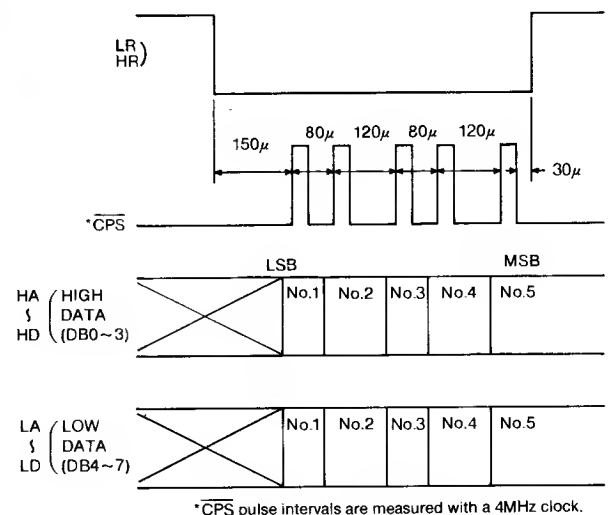 LR
HR)
150μ
80μ
120μ
80μ
120μ
30μ
*CPS
LSB
MSB
HA ⎰ HIGH
∫ DATA
HD (DB0~3)
No.1
No.2
No.3
No.4
No.5
LA ⎰ LOW
∫ DATA
LD (DB4~7)
No.1
No.2
No.3
No.4
No.5
*CPS pulse intervals are measured with a 4MHz clock.